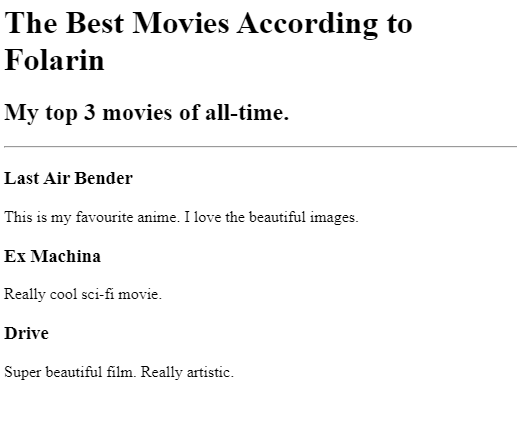 The Best Movies According to
Folarin
My top 3 movies of all-time.
Last Air Bender
This is my favourite anime. I love the beautiful images.
Ex Machina
Really cool sci-fi movie.
Drive
Super beautiful film. Really artistic.